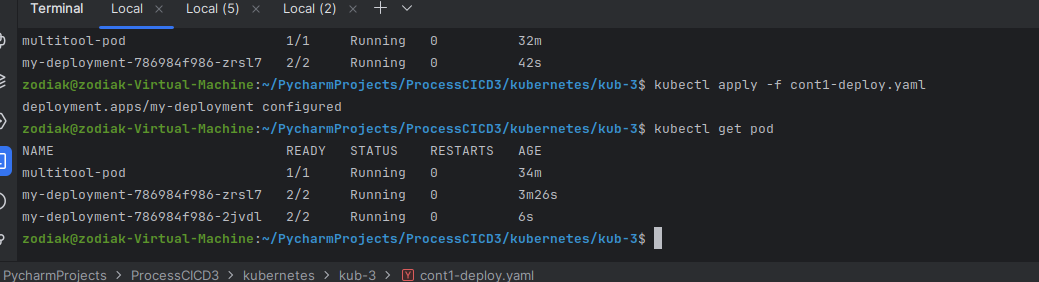 Terminal Local × Local (5) × Local (2) ×
multitool-pod 1/1 Running 0 32m
my-deployment-786984f986-zrsl7 2/2 Running 0 42s
zodiak@zodiak-Virtual-Machine:~/PycharmProjects/ProcessCICD3/kubernetes/kub-3$ kubectl apply -f cont1-deploy.yaml
deployment.apps/my-deployment configured
zodiak@zodiak-Virtual-Machine:~/PycharmProjects/ProcessCICD3/kubernetes/kub-3$ kubectl get pod
NAME READY STATUS RESTARTS AGE
multitool-pod 1/1 Running 0 34m
my-deployment-786984f986-zrsl7 2/2 Running 0 3m26s
my-deployment-786984f986-2jvdl 2/2 Running 0 6s
zodiak@zodiak-Virtual-Machine:~/PycharmProjects/ProcessCICD3/kubernetes/kub-3$
PycharmProjects > ProcessCICD3 > kubernetes > kub-3 > Y cont1-deploy.yaml